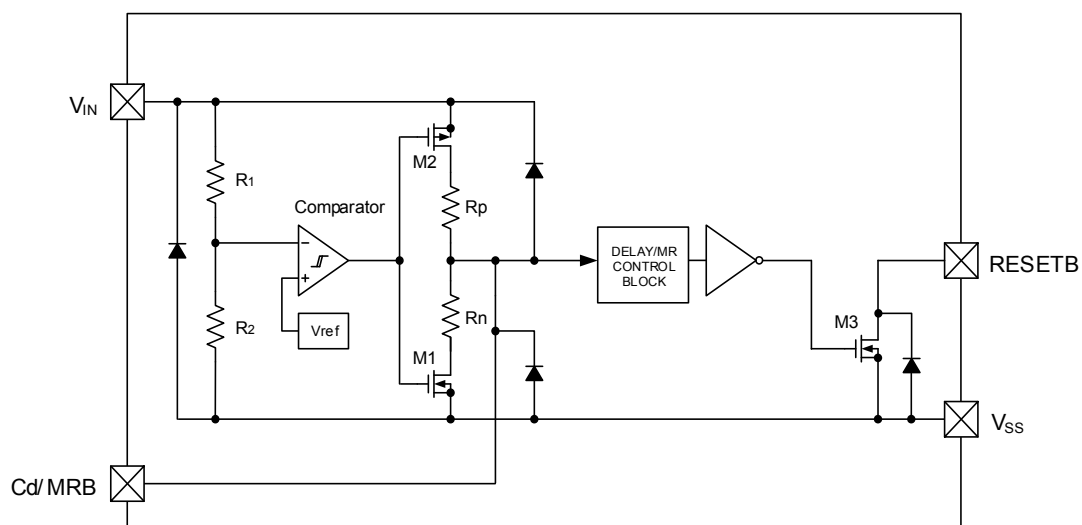 VIN
M2
R1
Comparator
Rp
−
+
DELAY/MR
CONTROL
BLOCK
RESETB
R2
Vref
Rn
M1
M3
VSS
Cd/MRB